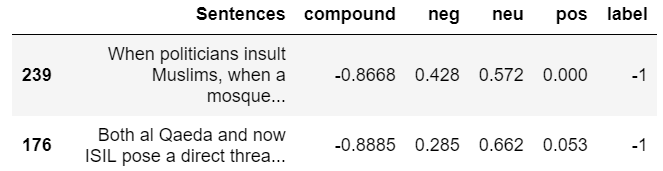 Sentences compound neg neu pos label
When politicians insult
239 Muslims, when a -0.8668 0.428 0.572 0.000 -1
mosque...
176 Both al Qaeda and now -0.8885 0.285 0.662 0.053 -1
ISIL pose a direct threa...